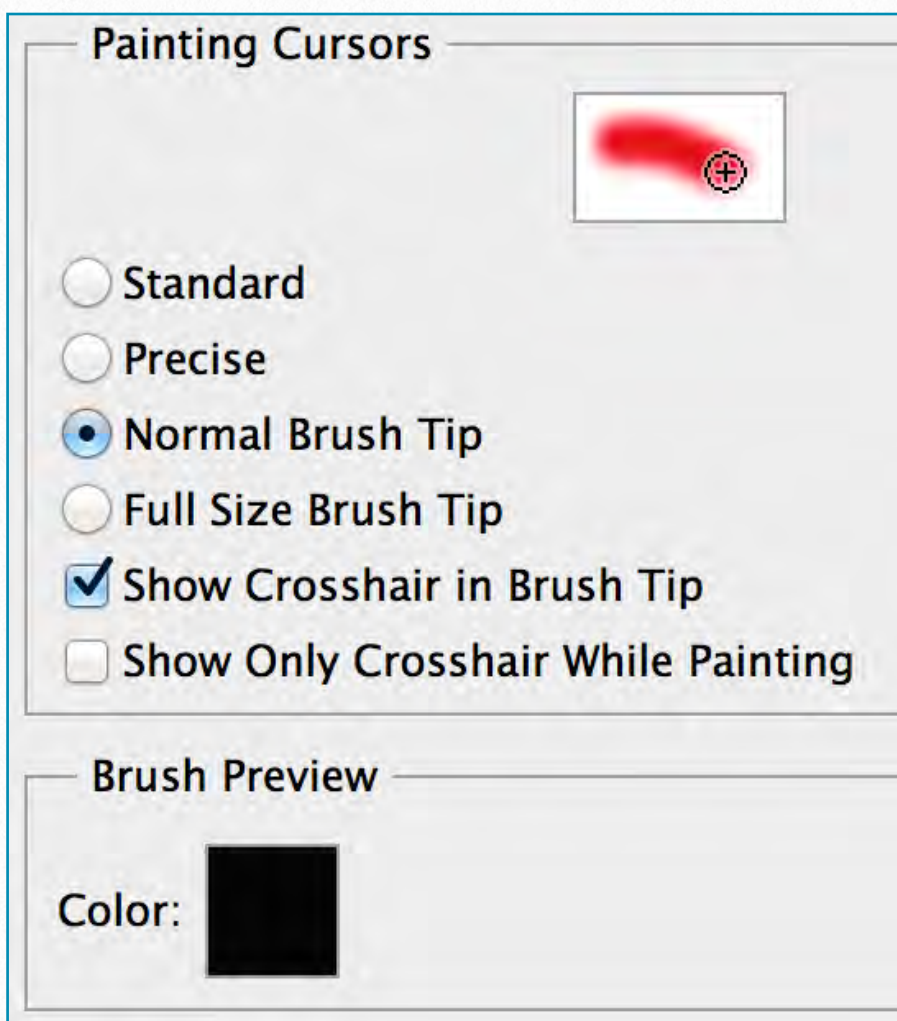 Painting Cursors
Standard
Precise
Normal Brush Tip
Full Size Brush Tip
Show Crosshair in Brush Tip
Show Only Crosshair While Painting
Brush Preview
Color: